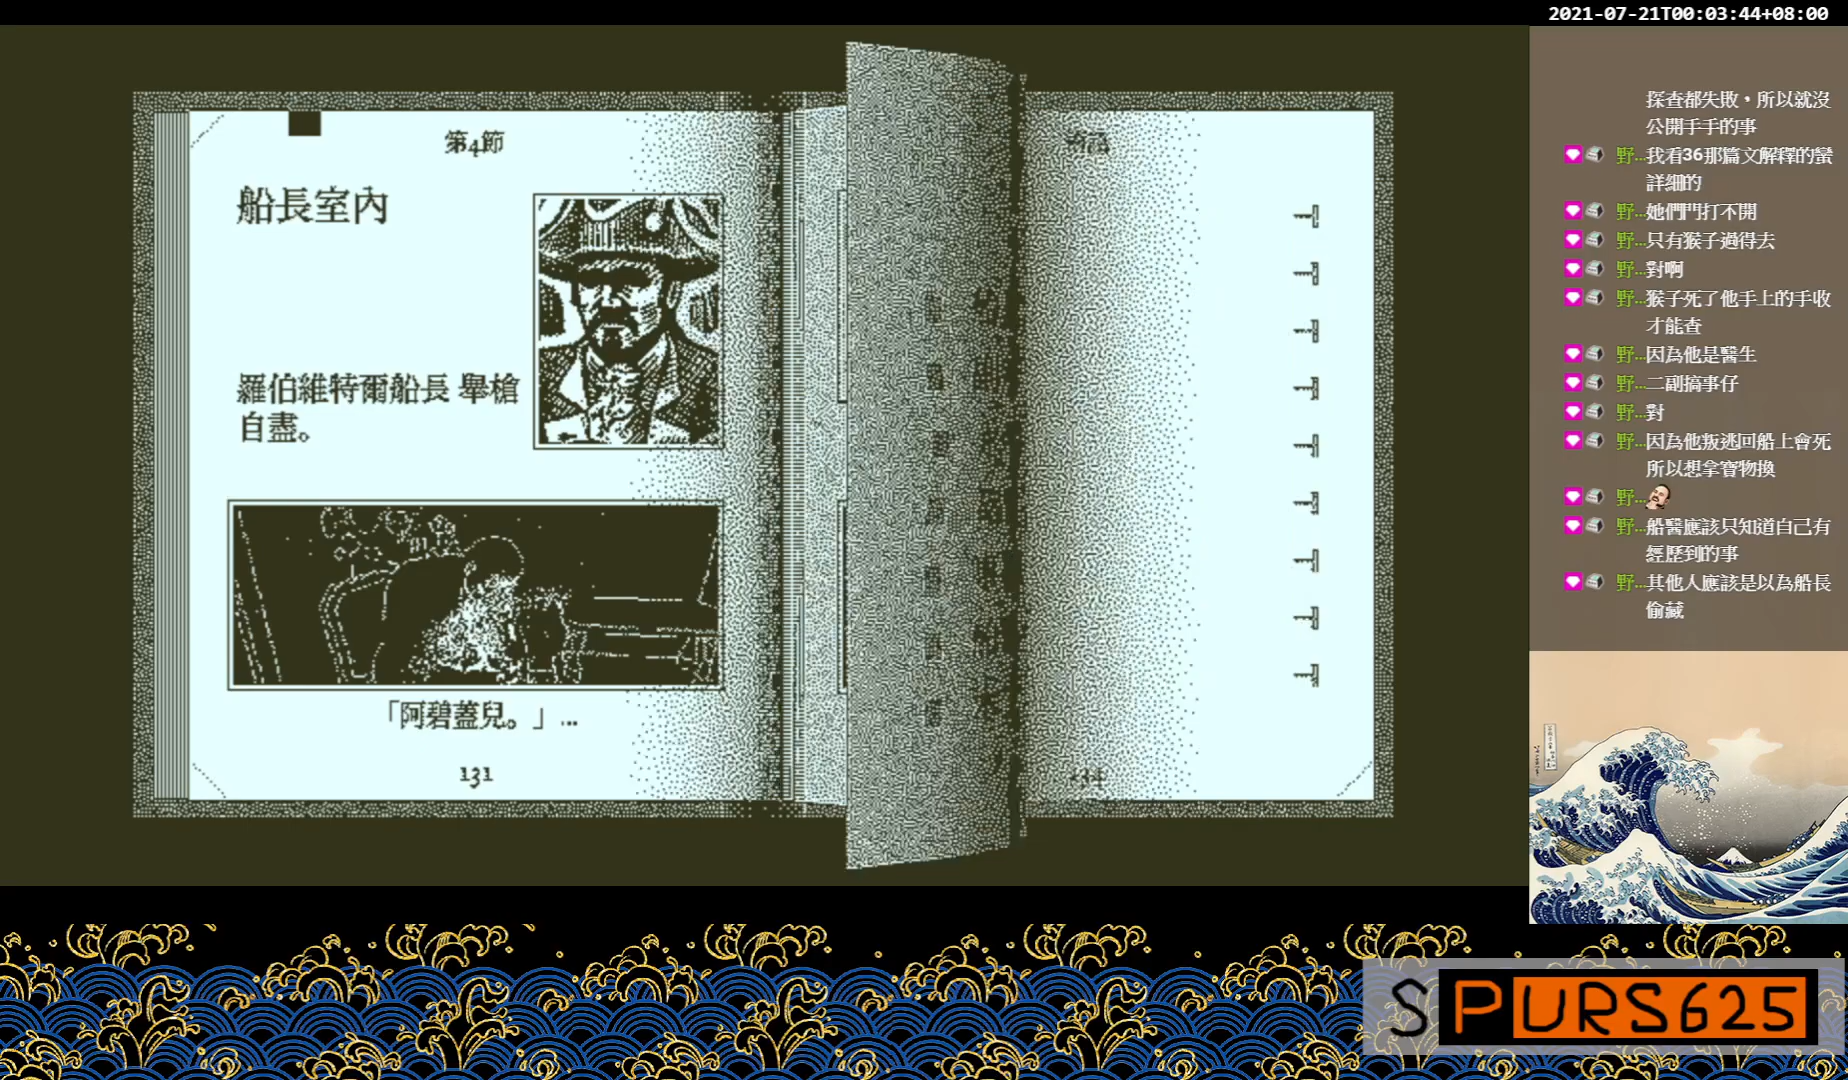 2021-07-21T00:03:44+08:00
第4節
船長室內
羅伯維特爾船長 舉槍
自盡。
「阿碧蓋兒。」...
131
探查都失敗，所以就沒
公開手手的事
野...我看36那篇文解釋的蠻
詳細的
野...她們門打不開
野...只有猴子過得去
野...對啊
野...猴子死了他手上的手收
才能查
野...因為他是醫生
野...二副搞事仔
野...對
野...因為他叛逃回船上會死
所以想拿寶物換
野...
野...船醫應該只知道自己有
經歷到的事
野...其他人應該是以為船長
偷藏
SPURS625